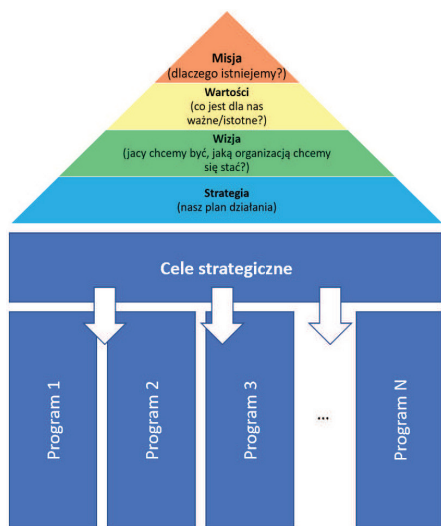 Misja
(dlaczego istniejemy?)
Wartości
(co jest dla nas
ważne/istotne?)
Wizja
(jacy chcemy być, jaką organizacją chcemy
się stać?)
Strategia
(nasz plan działania)
Cele strategiczne
Program 1
Program 2
Program 3
...
Program N